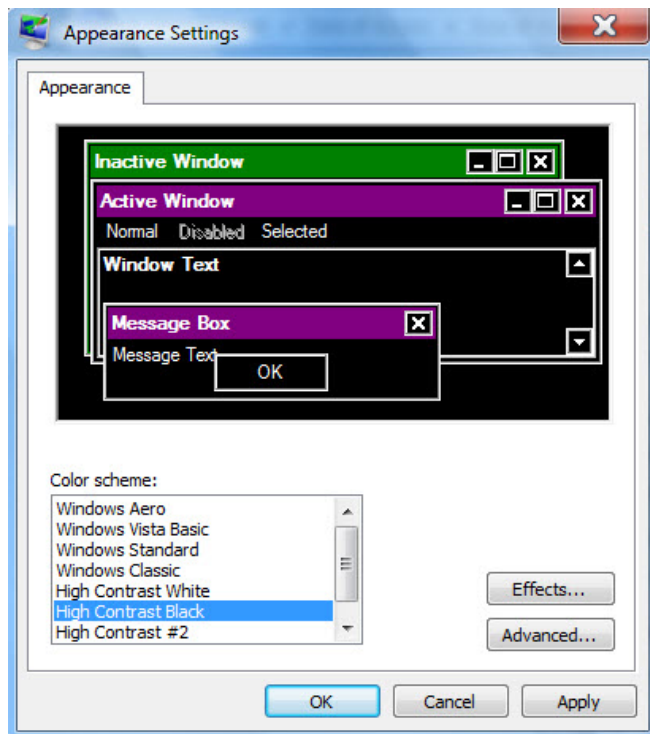 Appearance Settings
Appearance
Inactive Window
Active Window
Normal Disabled Selected
Window Text
Message Box
Message Text
OK
Color scheme:
Windows Aero
Windows Vista Basic
Windows Standard
Windows Classic
High Contrast White
High Contrast Black
High Contrast #2
Effects...
Advanced...
OK Cancel Apply